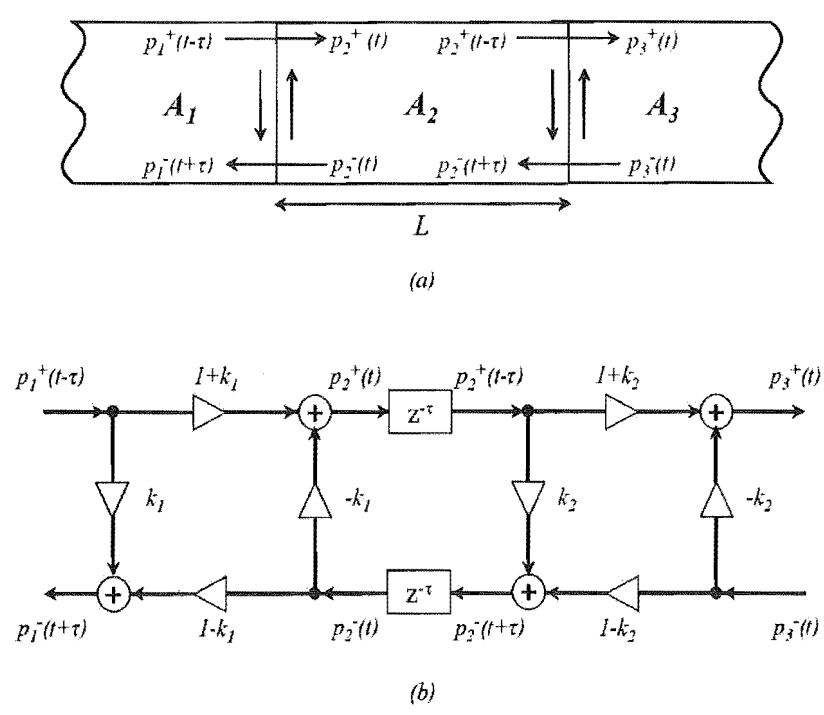 p₁⁺(t-τ) p₂⁺(t) p₂⁺(t-τ) p₃⁺(t)
A₁ A₂ A₃
p₁⁻(t+τ) p₂⁻(t) p₂⁻(t+τ) p₃⁻(t)
L
(a)
p₁⁺(t-τ) 1+k₁ p₂⁺(t) p₂⁺(t-τ) 1+k₂ p₃⁺(t)
+ z⁻τ +
k₁ -k₁ k₂ -k₂
+ z⁻τ +
p₁⁻(t+τ) 1-k₁ p₂⁻(t) p₂⁻(t+τ) 1-k₂ p₃⁻(t)
(b)